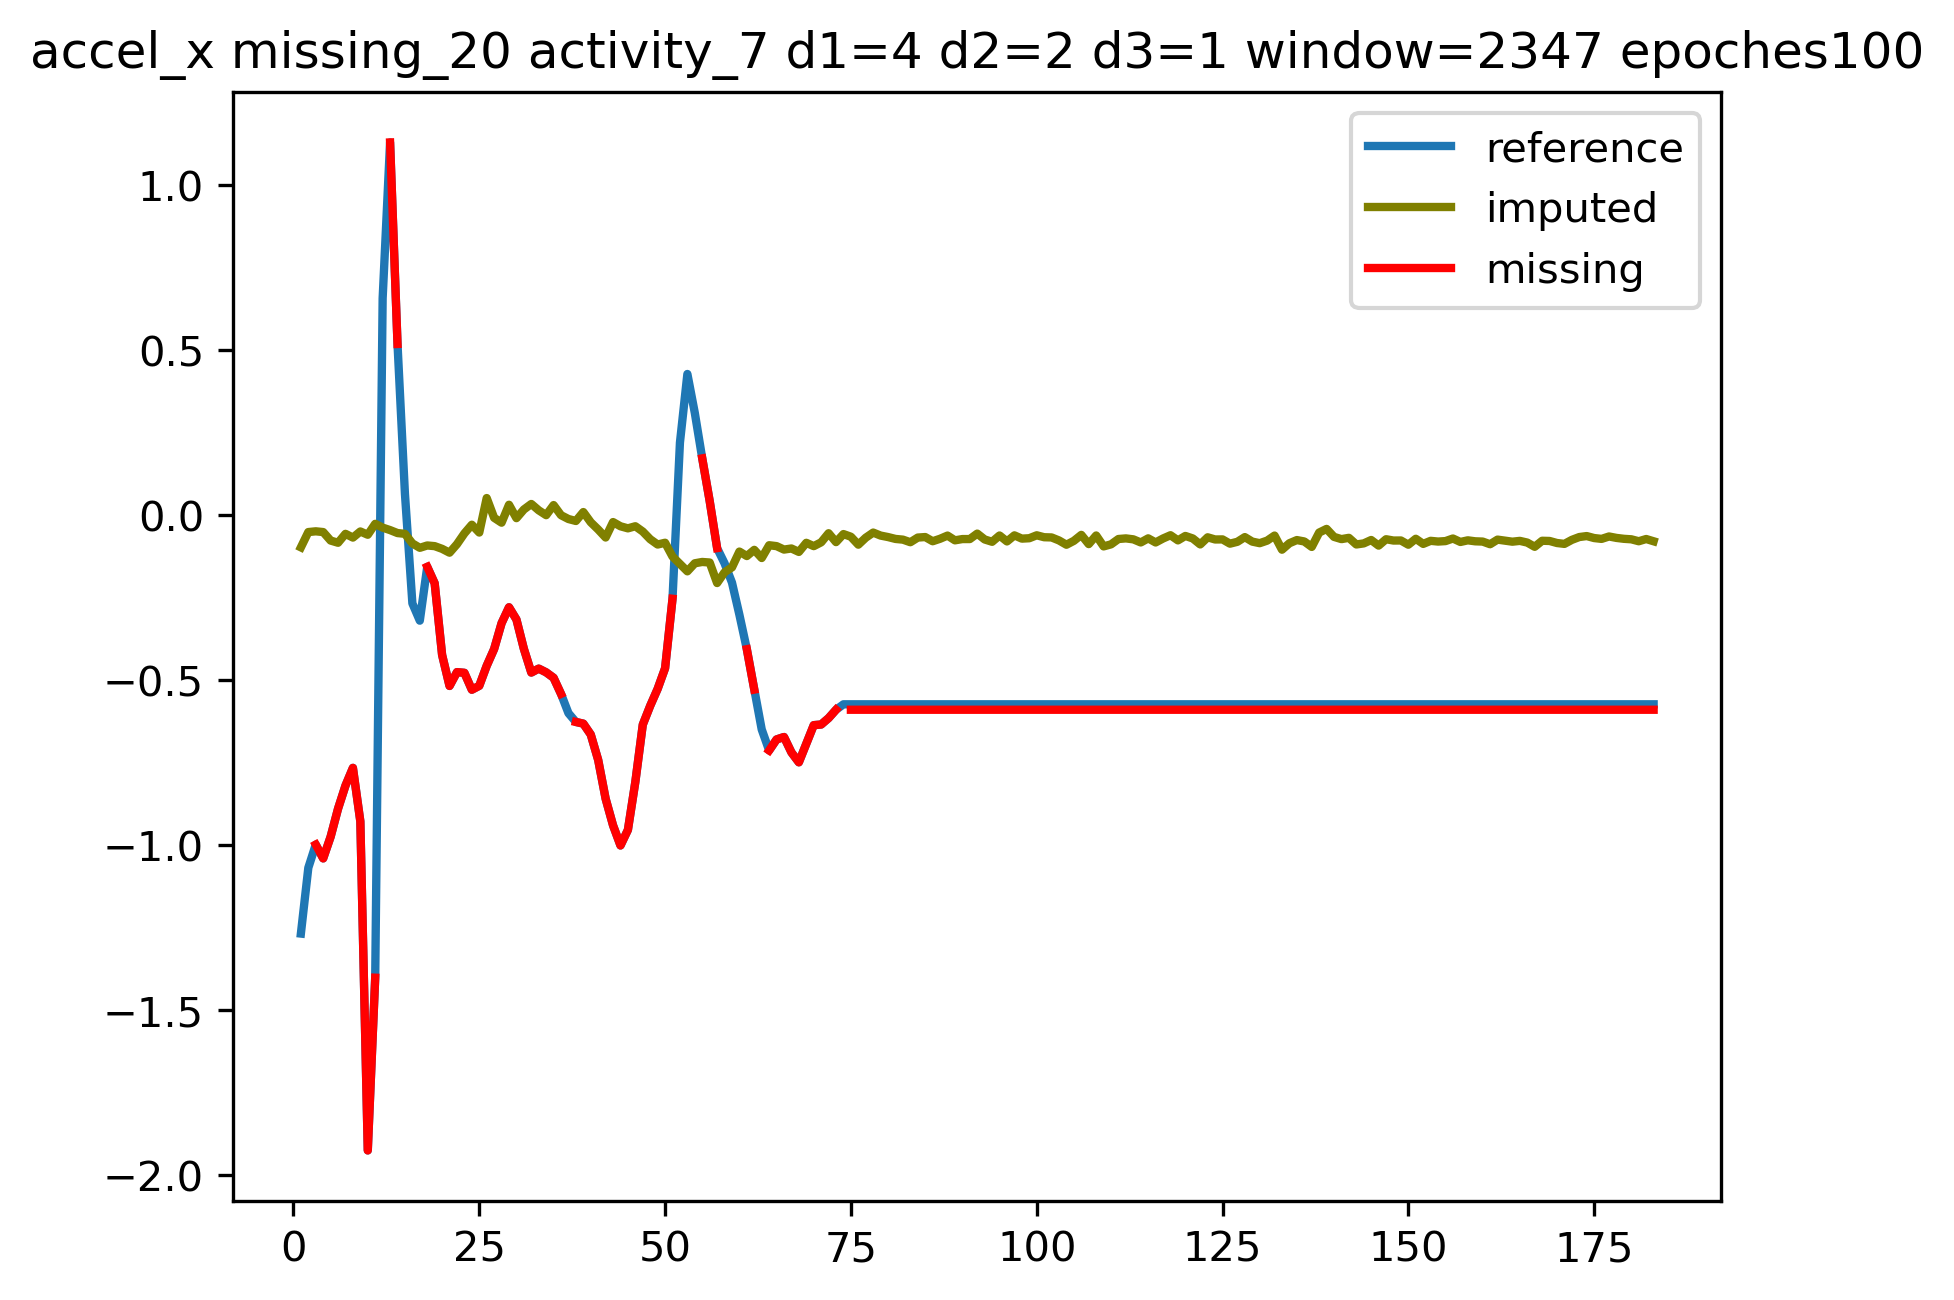 accel_x missing_20 activity_7 d1=4 d2=2 d3=1 window=2347 epoches100
reference
imputed
missing
1.0
0.5
0.0
−0.5
−1.0
−1.5
−2.0
0 25 50 75 100 125 150 175